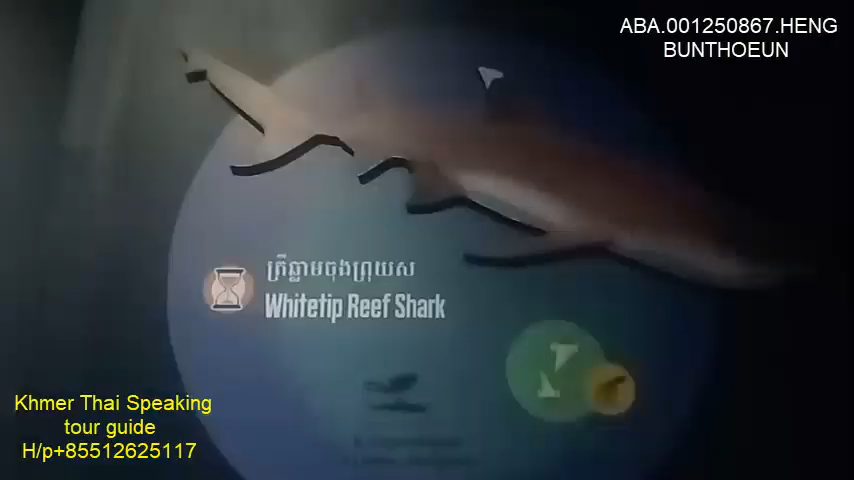 ABA.001250867.HENG
BUNTHOEUN
ត្រីឆ្លាមចុងព្រុយស
Whitetip Reef Shark
Khmer Thai Speaking
tour guide
H/p+85512625117